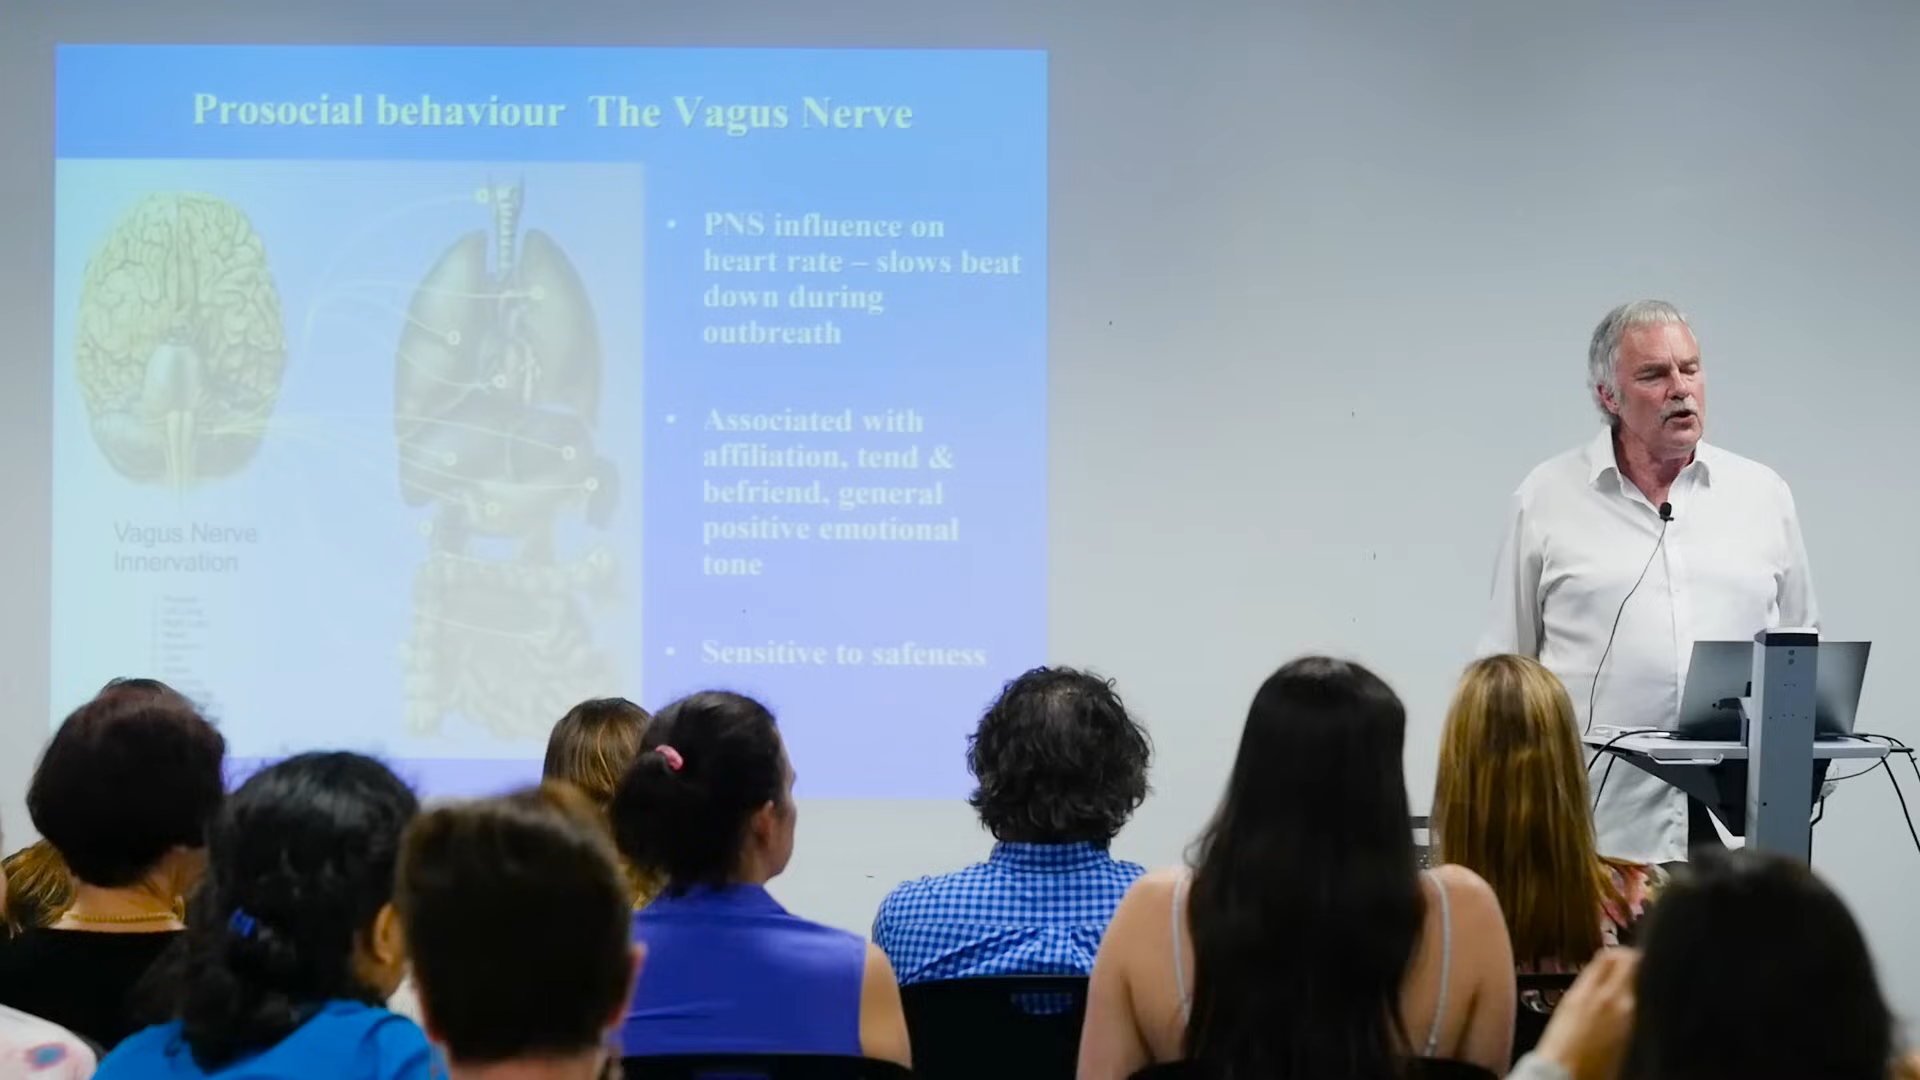 Prosocial behaviour The Vagus Nerve
• PNS influence on
heart rate – slows beat
down during
outbreath
• Associated with
affiliation, tend &
befriend, general
positive emotional
tone
• Sensitive to safeness
Vagus Nerve
Innervation